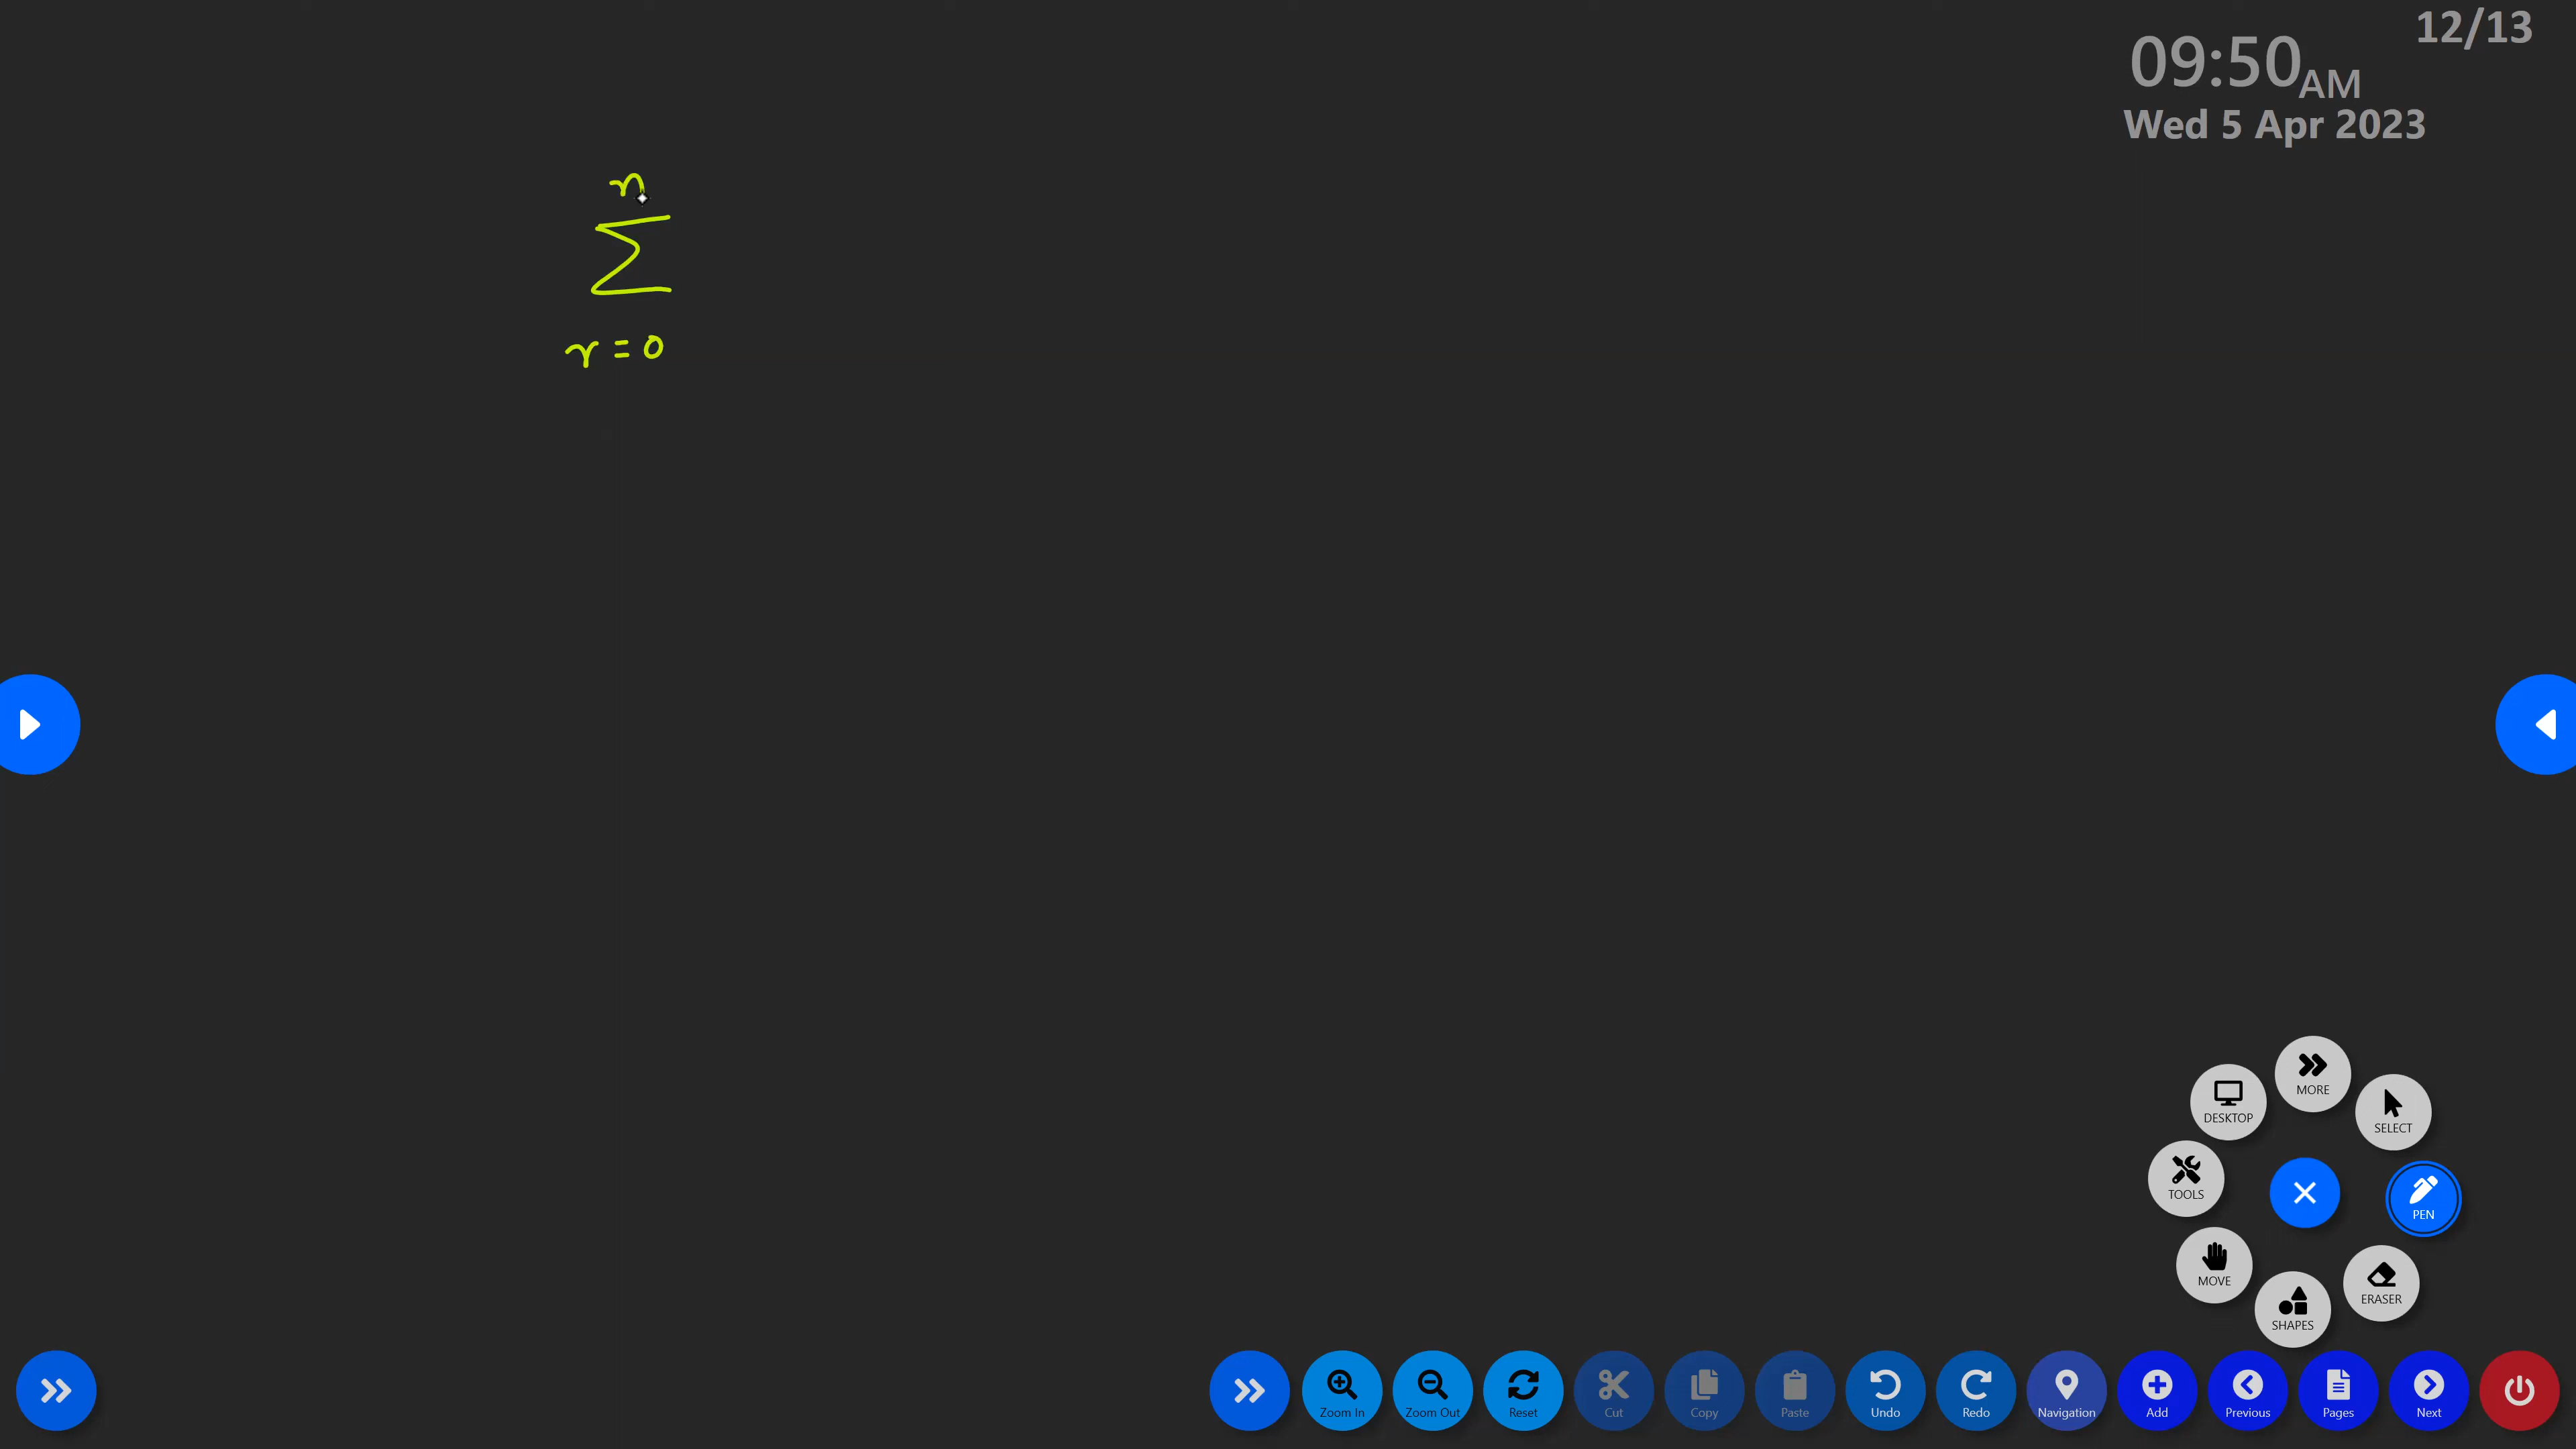 12/13
09:50AM
Wed 5 Apr 2023
n
∑
r=0
MORE
DESKTOP
SELECT
TOOLS
PEN
MOVE
ERASER
SHAPES
Zoom In
Zoom Out
Reset
Cut
Copy
Paste
Undo
Redo
Navigation
Add
Previous
Pages
Next